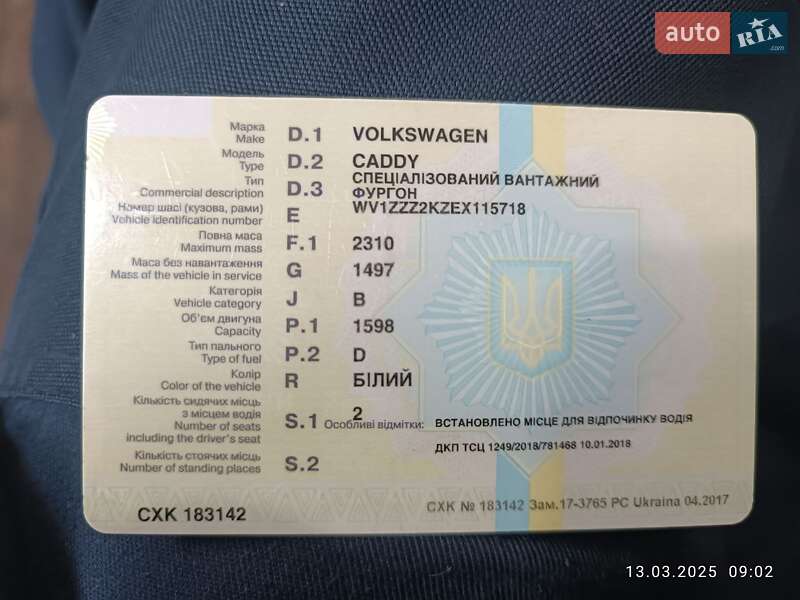 auto RIA .com
Марка
Make D.1 VOLKSWAGEN
Модель
Type D.2 CADDY
Тип
Commercial description D.3 СПЕЦІАЛІЗОВАНИЙ ВАНТАЖНИЙ
ФУРГОН
Номер шасі (кузова, рами)
Vehicle identification number E WV1ZZZ2KZEX115718
Повна маса
Maximum mass F.1 2310
Маса без навантаження
Mass of the vehicle in service G 1497
Категорія
Vehicle category J B
Об'єм двигуна
Capacity P.1 1598
Тип пального
Type of fuel P.2 D
Колір
Color of the vehicle R БІЛИЙ
Кількість сидячих місць
з місцем водія
Number of seats
including the driver's seat S.1 2
Особливі відмітки: ВСТАНОВЛЕНО МІСЦЕ ДЛЯ ВІДПОЧИНКУ ВОДІЯ
ДКП ТСЦ 1249/2018/781468 10.01.2018
Кількість стоячих місць
Number of standing places S.2
СХК 183142
СХК № 183142 Зам.17-3765 PC Ukraina 04.2017
13.03.2025 09:02